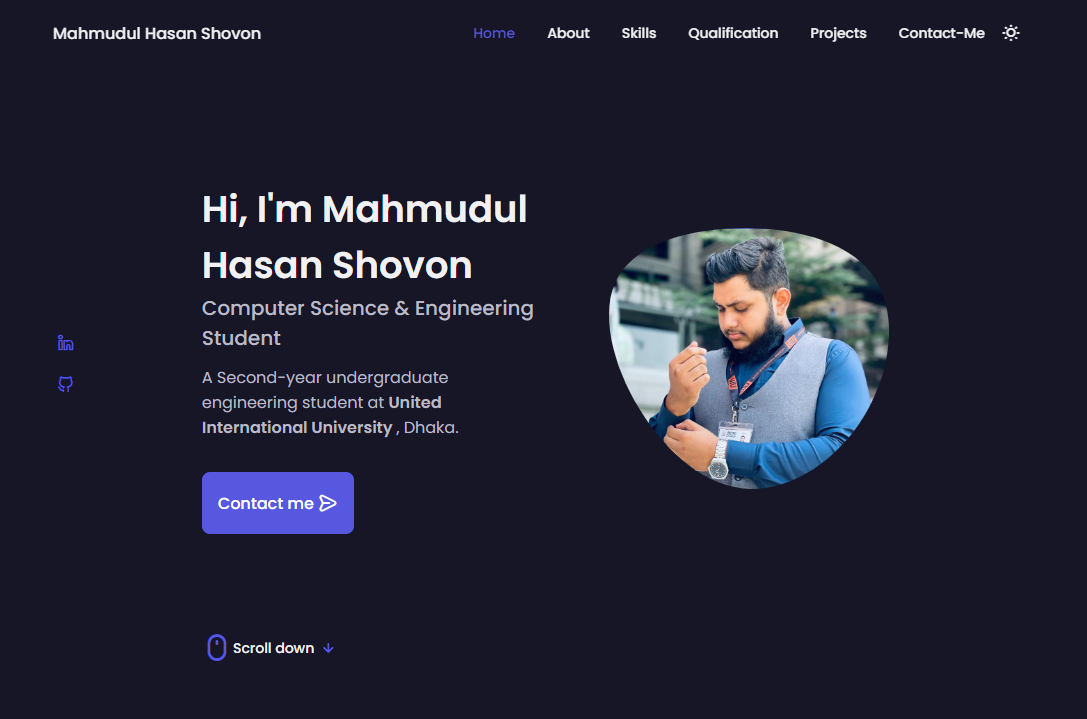 Mahmudul Hasan Shovon
Home About Skills Qualification Projects Contact-Me
Hi, I'm Mahmudul
Hasan Shovon
Computer Science & Engineering
Student
A Second-year undergraduate
engineering student at United
International University , Dhaka.
Contact me
Scroll down